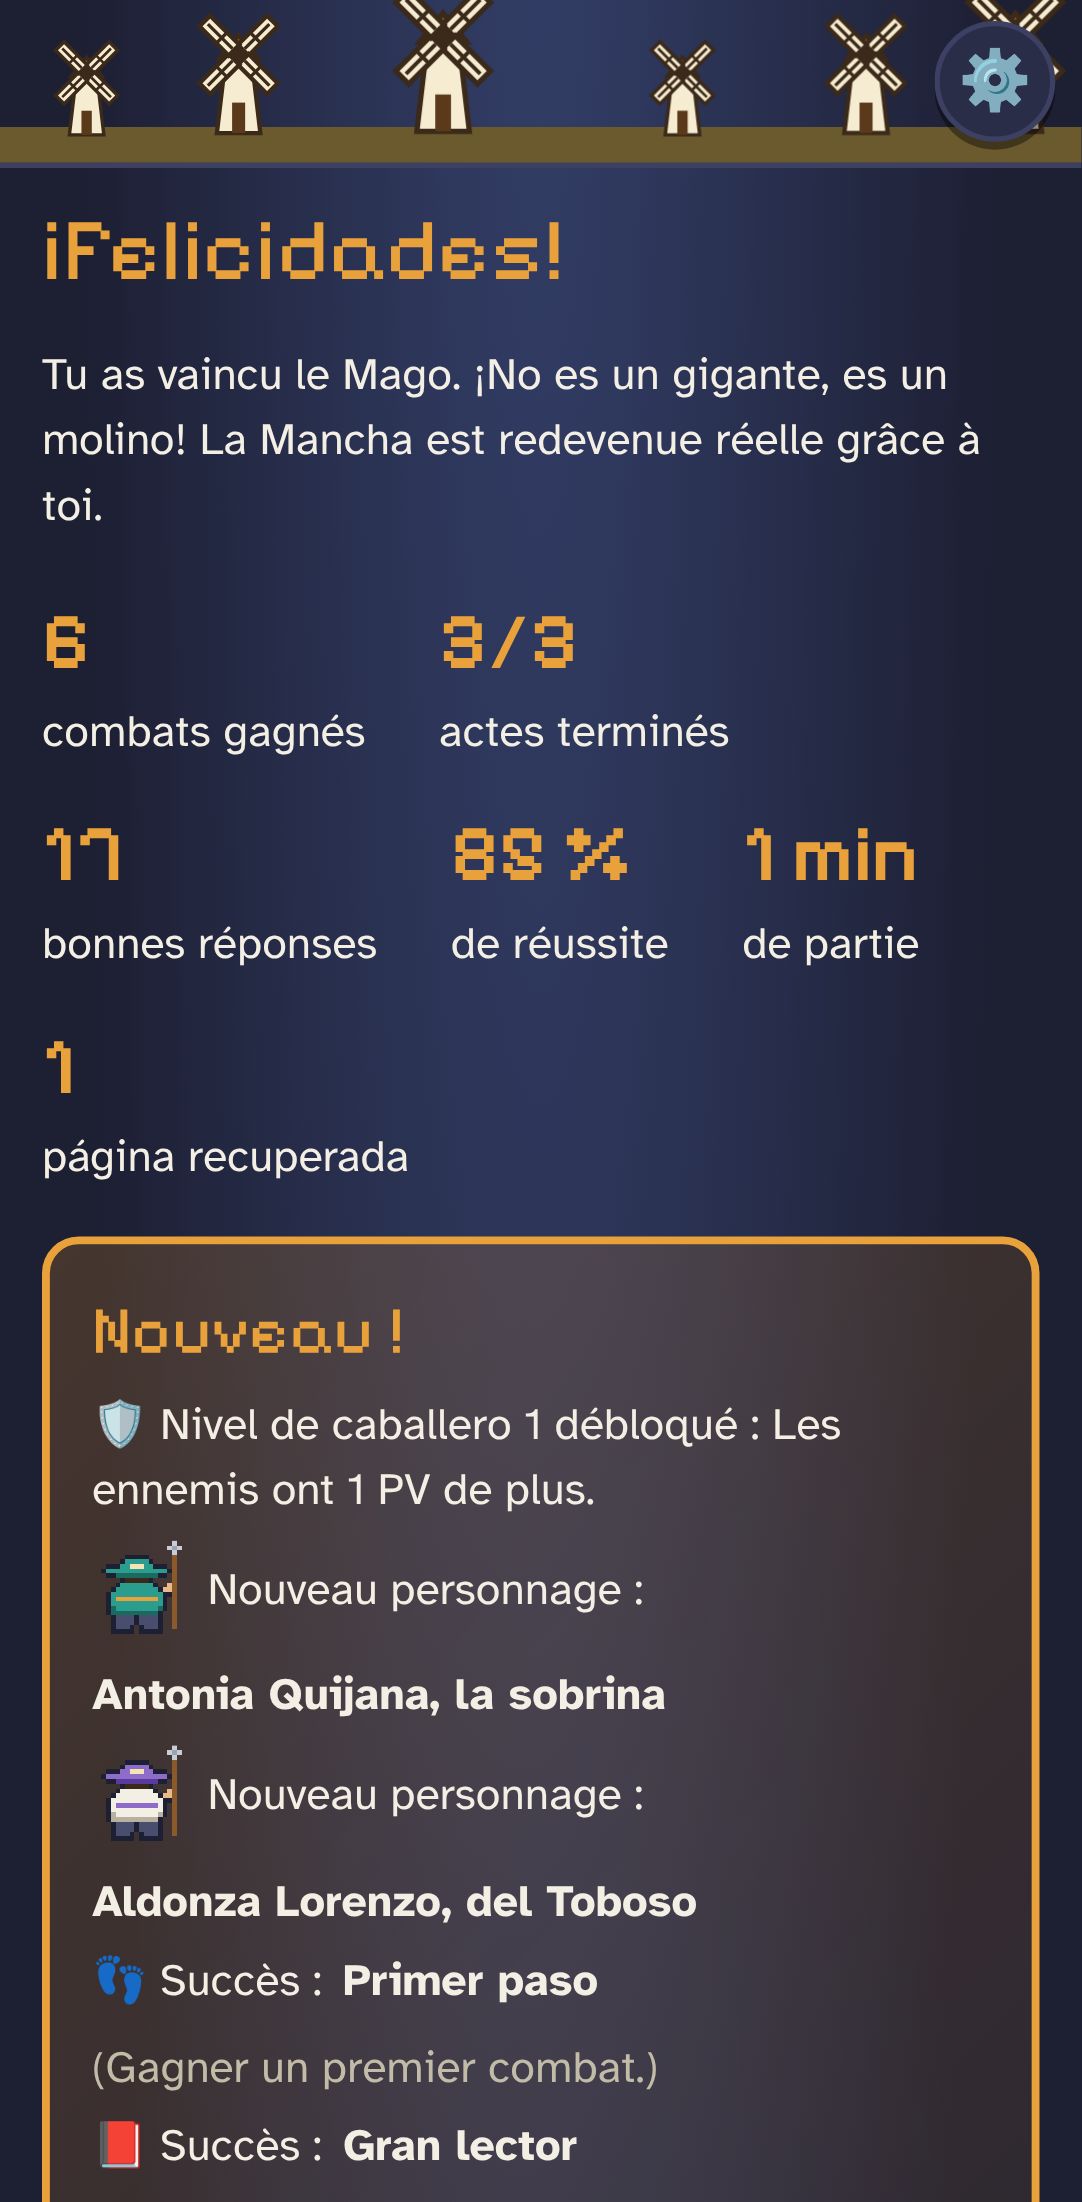 ¡Felicidades!
Tu as vaincu le Mago. ¡No es un gigante, es un
molino! La Mancha est redevenue réelle grâce à
toi.
6
3/3
combats gagnés
actes terminés
17
89 %
1 min
bonnes réponses
de réussite
de partie
1
página recuperada
Nouveau !
🛡️ Nivel de caballero 1 débloqué : Les
ennemis ont 1 PV de plus.
Nouveau personnage :
Antonia Quijana, la sobrina
Nouveau personnage :
Aldonza Lorenzo, del Toboso
👣 Succès : Primer paso
(Gagner un premier combat.)
📕 Succès : Gran lector